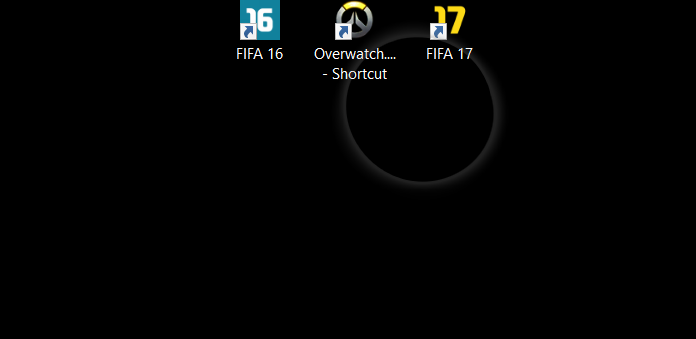 16
17
FIFA 16
Overwatch....
- Shortcut
FIFA 17